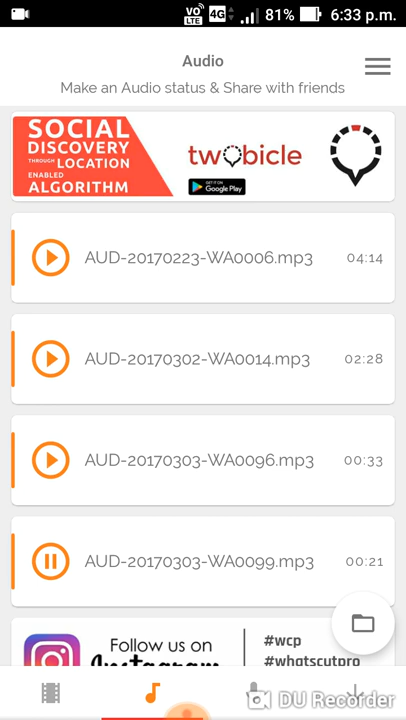 VO
LTE
4G
81%
6:33 p.m.
Audio
Make an Audio status & Share with friends
SOCIAL
DISCOVERY
THROUGH LOCATION
ENABLED
ALGORITHM
twobicle
GET IT ON
Google Play
AUD-20170223-WA0006.mp3
04:14
AUD-20170302-WA0014.mp3
02:28
AUD-20170303-WA0096.mp3
00:33
AUD-20170303-WA0099.mp3
00:21
Follow us on
Instagram
#wcp
#whatscutpro
DU Recorder